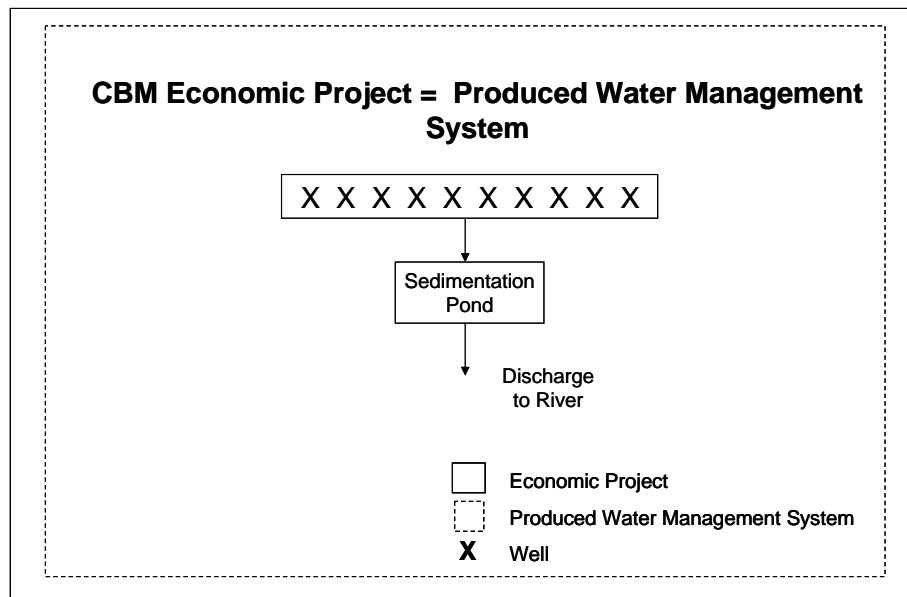 CBM Economic Project = Produced Water Management
System
X X X X X X X X X X
Sedimentation
Pond
Discharge
to River
Economic Project
Produced Water Management System
X Well